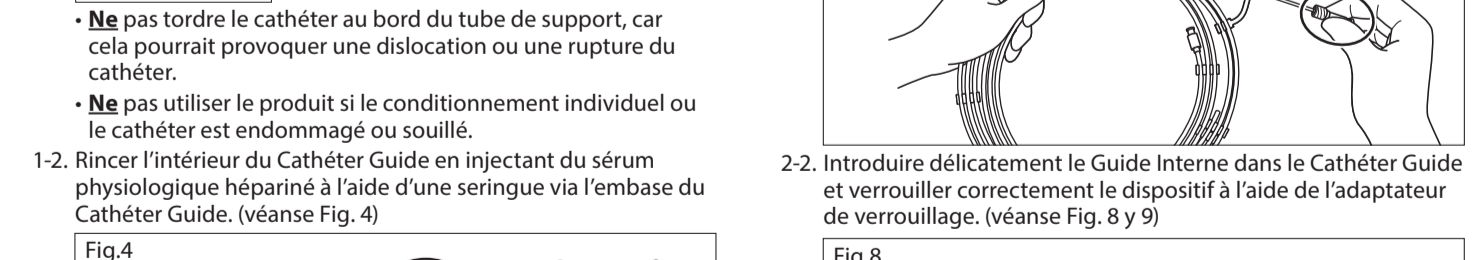 • Ne pas tordre le cathéter au bord du tube de support, car
cela pourrait provoquer une dislocation ou une rupture du
cathéter.
• Ne pas utiliser le produit si le conditionnement individuel ou
le cathéter est endommagé ou souillé.
1-2. Rincer l’intérieur du Cathéter Guide en injectant du sérum
physiologique hépariné à l’aide d’une seringue via l’embase du
Cathéter Guide. (véanse Fig. 4)
Fig.4
2-2. Introduire délicatement le Guide Interne dans le Cathéter Guide
et verrouiller correctement le dispositif à l’aide de l’adaptateur
de verrouillage. (véanse Fig. 8 y 9)
Fig.8